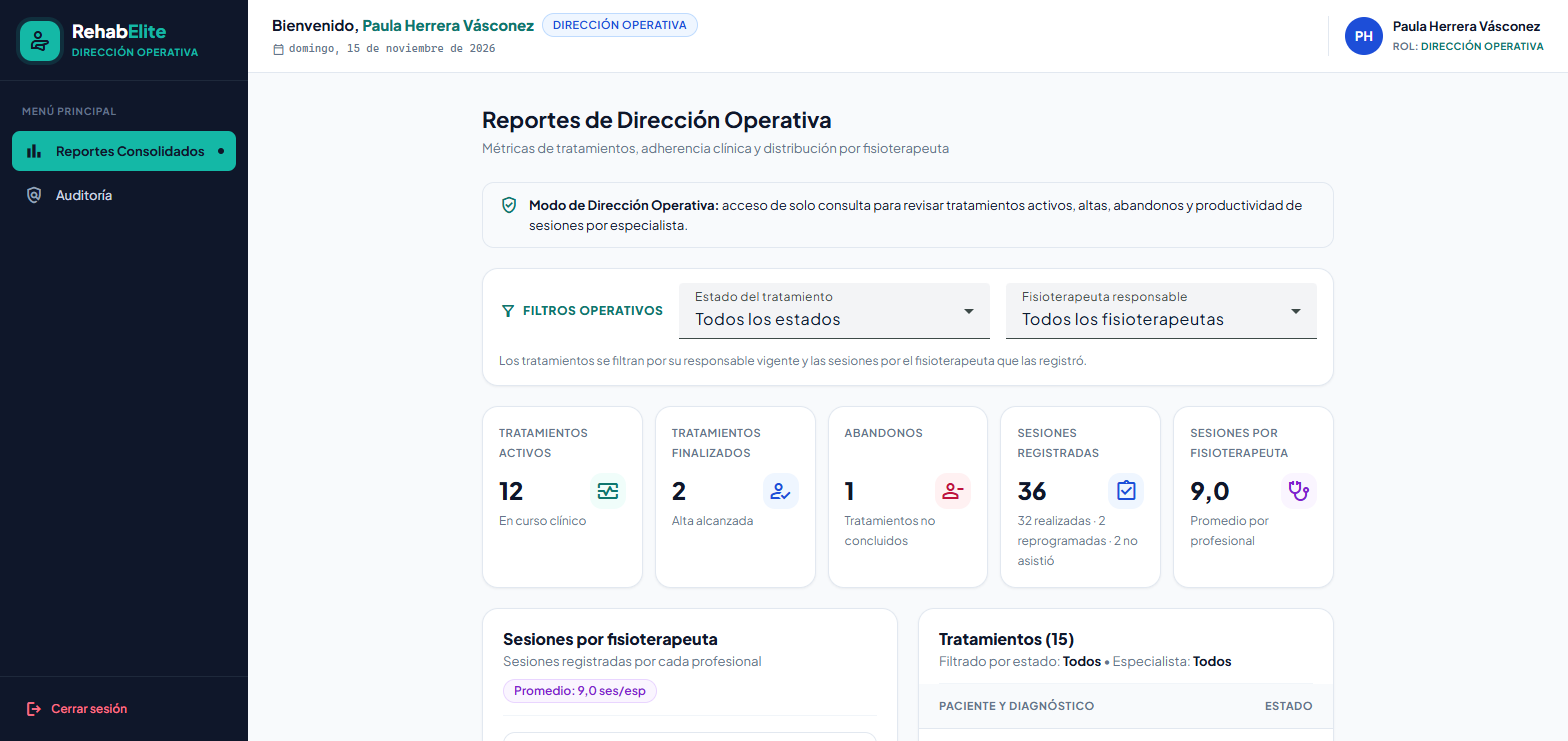 RehabElite
DIRECCIÓN OPERATIVA
MENÚ PRINCIPAL
Reportes Consolidados
Auditoría
Cerrar sesión
Bienvenido, Paula Herrera Vásconez DIRECCIÓN OPERATIVA
domingo, 15 de noviembre de 2026
PH
Paula Herrera Vásconez
ROL: DIRECCIÓN OPERATIVA
Reportes de Dirección Operativa
Métricas de tratamientos, adherencia clínica y distribución por fisioterapeuta
Modo de Dirección Operativa: acceso de solo consulta para revisar tratamientos activos, altas, abandonos y productividad de
sesiones por especialista.
FILTROS OPERATIVOS
Estado del tratamiento
Todos los estados
Fisioterapeuta responsable
Todos los fisioterapeutas
Los tratamientos se filtran por su responsable vigente y las sesiones por el fisioterapeuta que las registró.
TRATAMIENTOS
ACTIVOS
12
En curso clínico
TRATAMIENTOS
FINALIZADOS
2
Alta alcanzada
ABANDONOS
1
Tratamientos no
concluidos
SESIONES
REGISTRADAS
36
32 realizadas · 2
reprogramadas · 2 no
asistió
SESIONES POR
FISIOTERAPEUTA
9,0
Promedio por
profesional
Sesiones por fisioterapeuta
Sesiones registradas por cada profesional
Promedio: 9,0 ses/esp
Tratamientos (15)
Filtrado por estado: Todos • Especialista: Todos
PACIENTE Y DIAGNÓSTICO
ESTADO